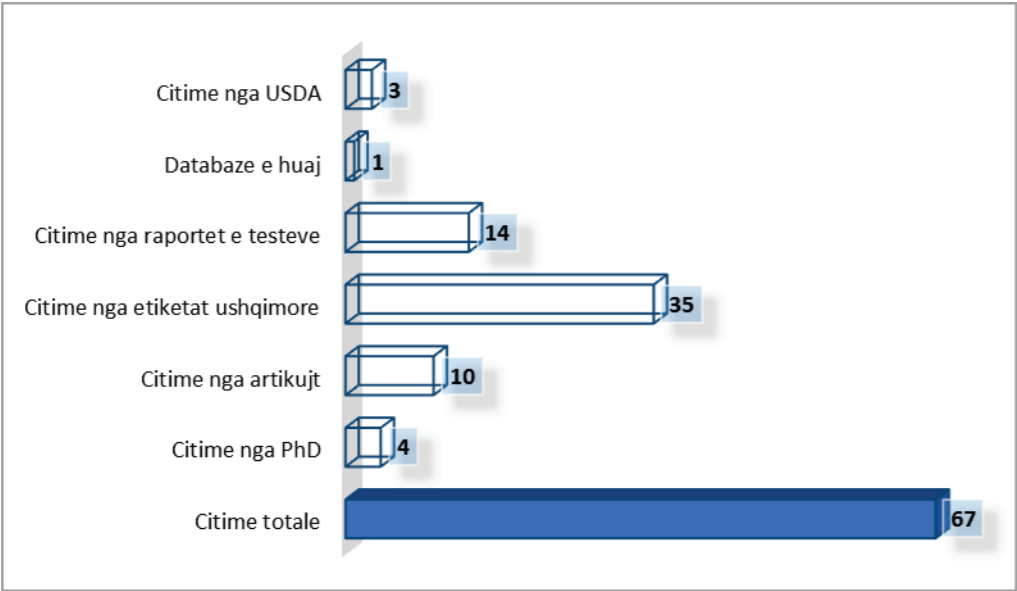 Citime nga USDA 3
Databaze e huaj 1
Citime nga raportet e testeve 14
Citime nga etiketat ushqimore 35
Citime nga artikujt 10
Citime nga PhD 4
Citime totale 67